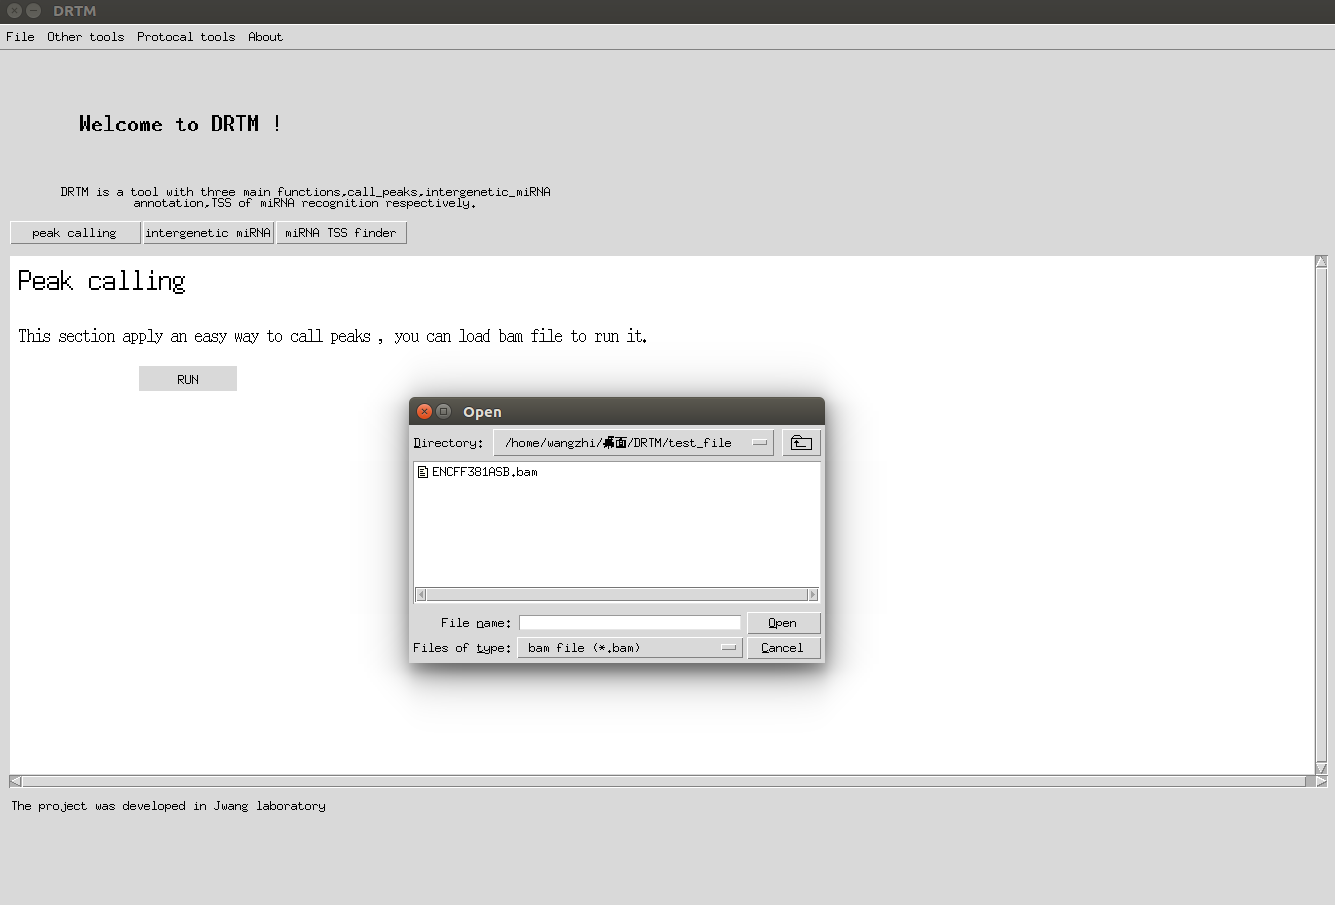 DRTM
File Other tools Protocal tools About
Welcome to DRTM !
DRTM is a tool with three main functions,call_peaks,intergenetic_miRNA
annotation,TSS of miRNA recognition respectively.
peak calling intergenetic miRNA miRNA TSS finder
Peak calling
This section apply an easy way to call peaks , you can load bam file to run it.
RUN
Open
Directory: /home/wangzhi/桌面/DRTM/test_file
ENCFF381ASB.bam
File name: Open
Files of type: bam file (*.bam) Cancel
The project was developed in Jwang laboratory